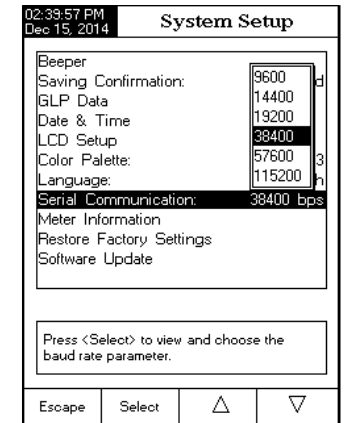 02:39:57 PM
Dec 15, 2014
System Setup
Beeper
Saving Confirmation: d
GLP Data
Date & Time
LCD Setup
Color Palette: 3
Language: h
Serial Communication: 38400 bps
Meter Information
Restore Factory Settings
Software Update
9600
14400
19200
38400
57600
115200
Press <Select> to view and choose the
baud rate parameter.
Escape Select △ ▽